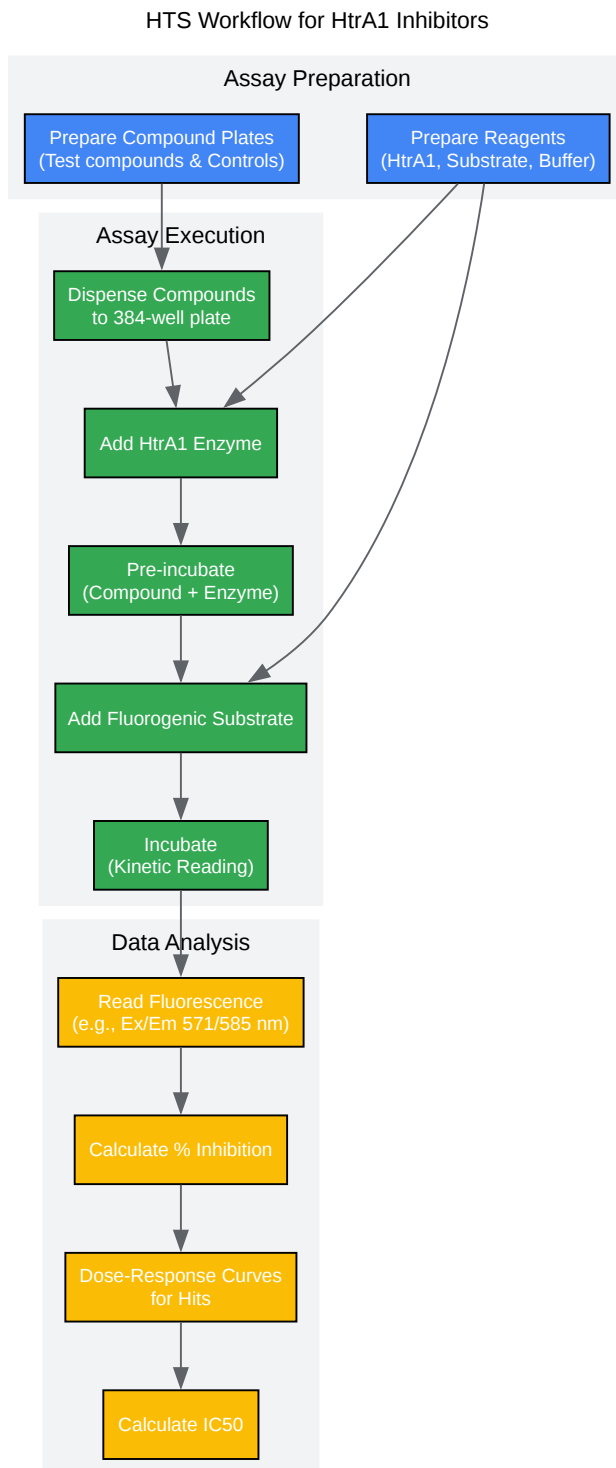 HTS Workflow for HtrA1 Inhibitors
Assay Preparation
Prepare Compound Plates
(Test compounds & Controls)
Prepare Reagents
(HtrA1, Substrate, Buffer)
Assay Execution
Dispense Compounds
to 384-well plate
Add HtrA1 Enzyme
Pre-incubate
(Compound + Enzyme)
Add Fluorogenic Substrate
Incubate
(Kinetic Reading)
Data Analysis
Read Fluorescence
(e.g., Ex/Em 571/585 nm)
Calculate % Inhibition
Dose-Response Curves
for Hits
Calculate IC50